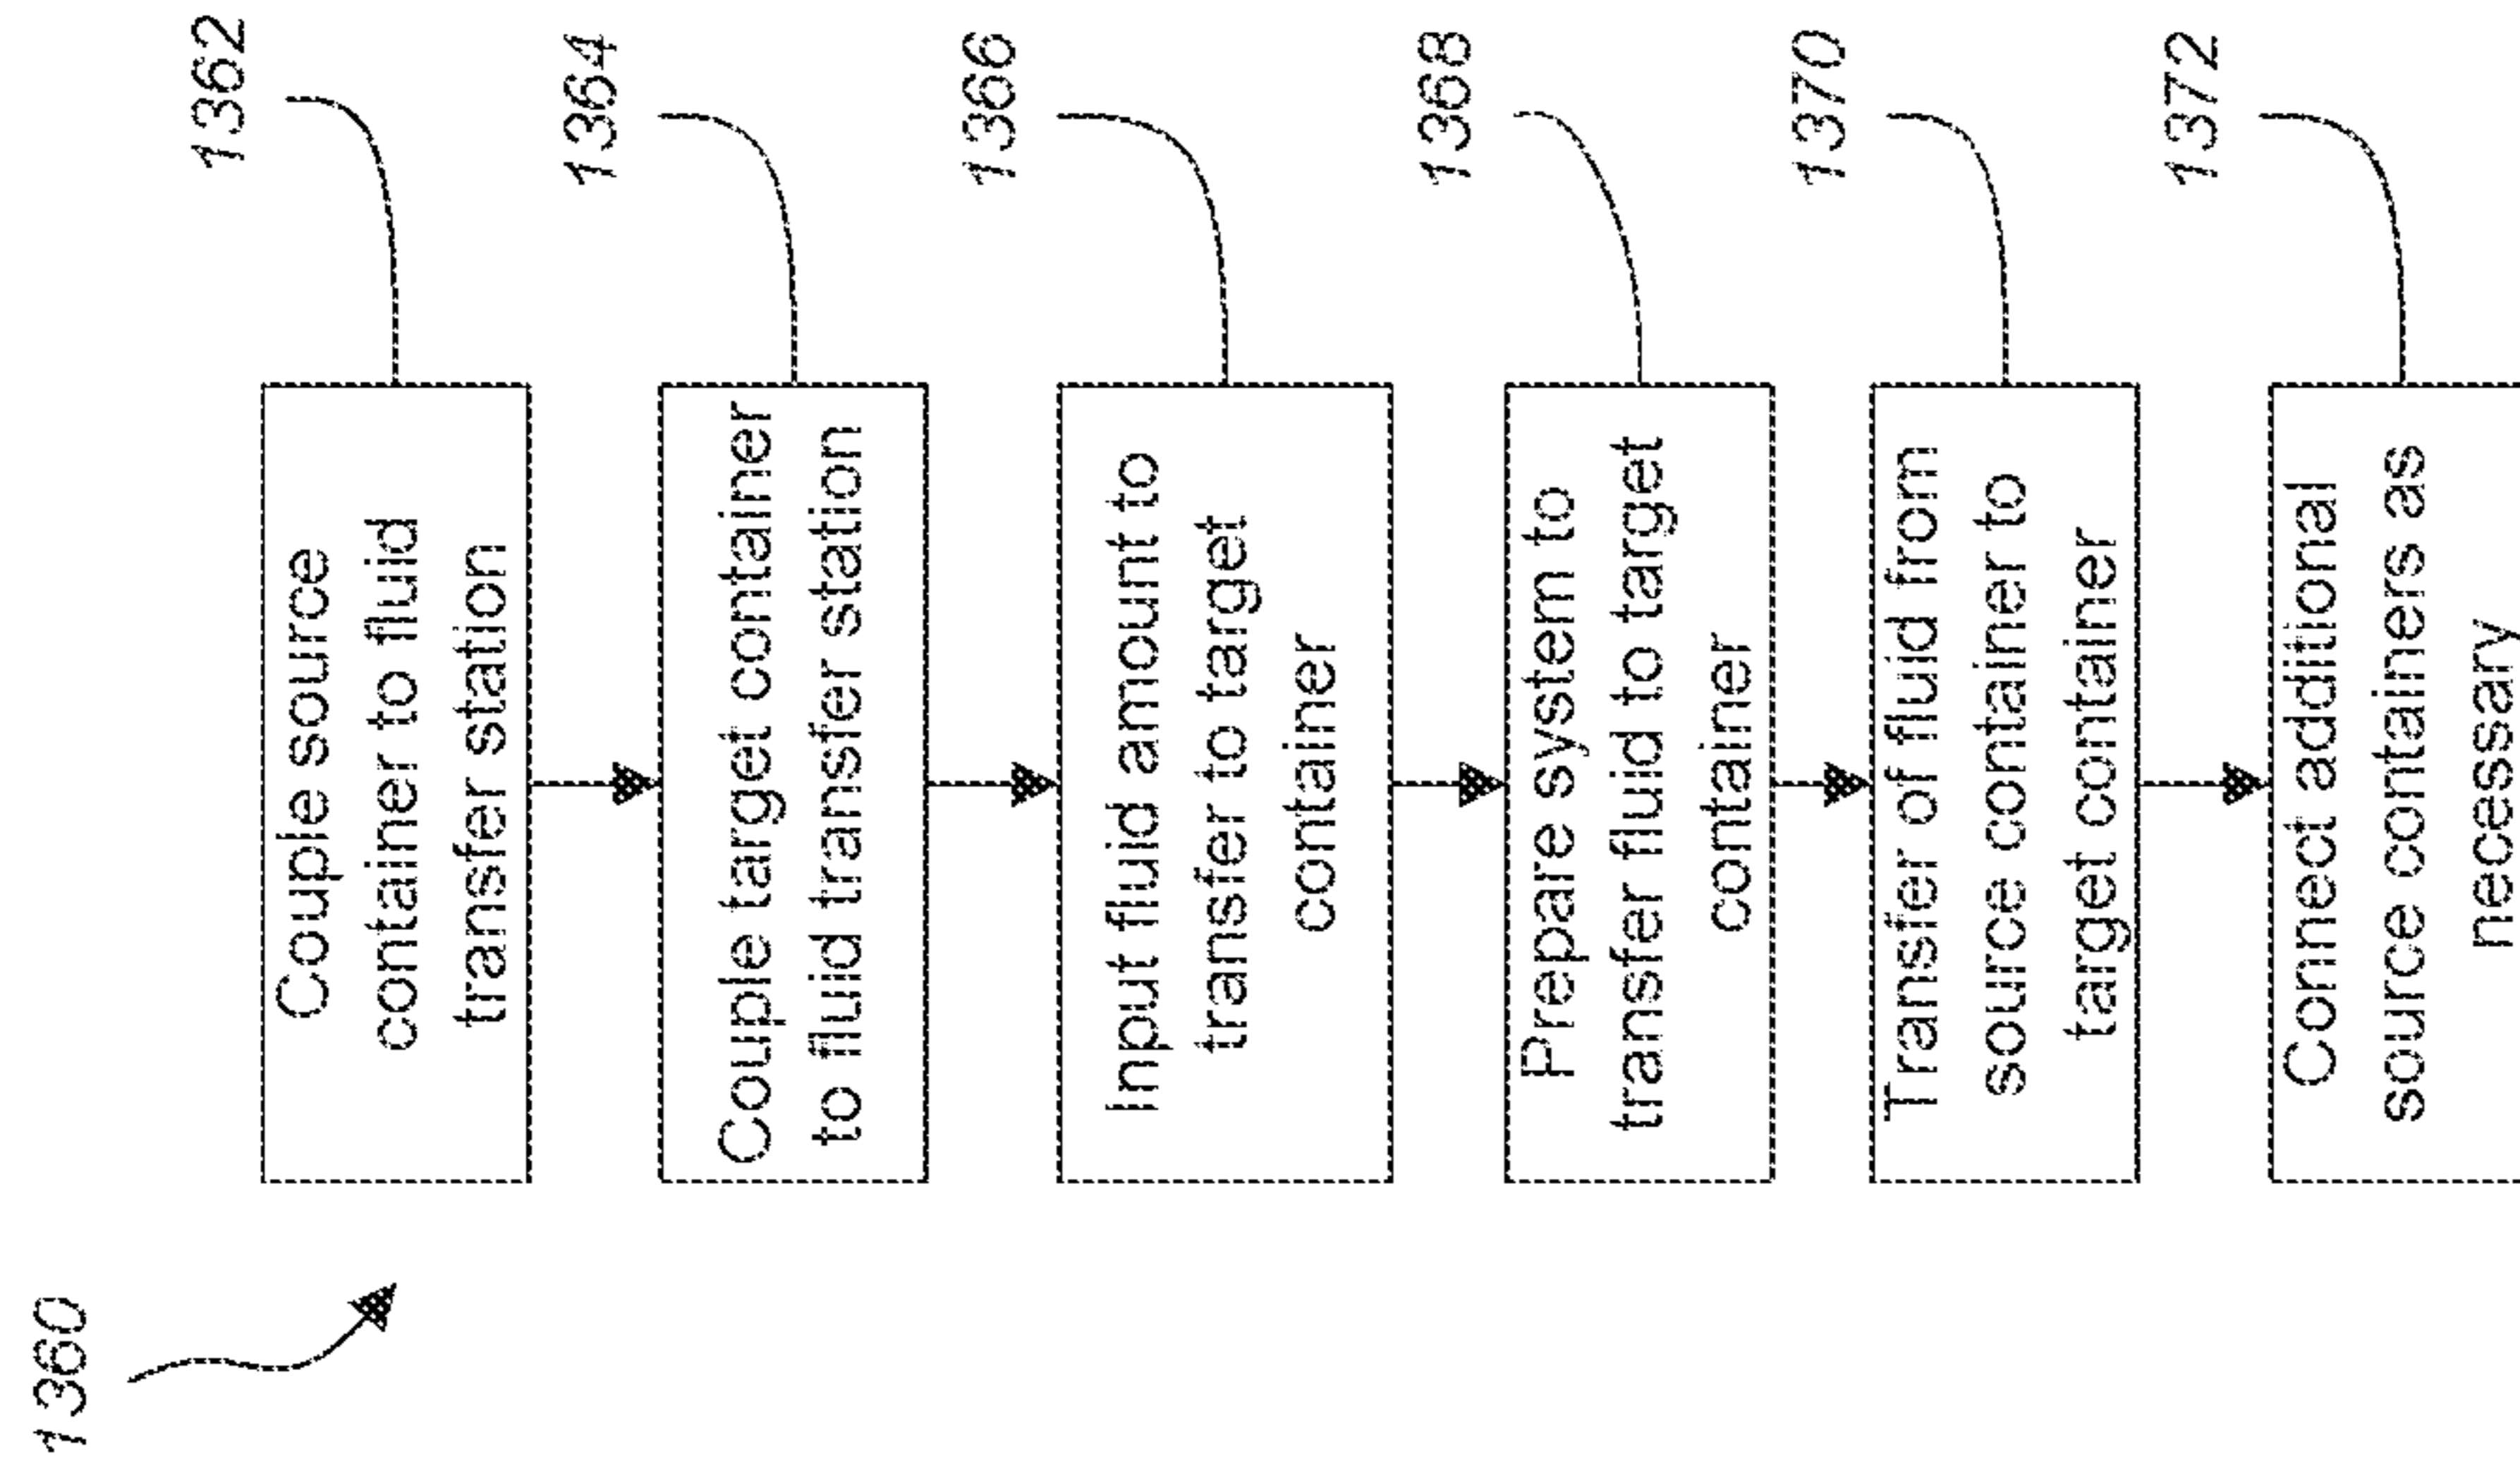 1360
1362
Couple source
container to fluid
transfer station
1364
Couple target container
to fluid transfer station
1366
Input fluid amount to
transfer to target
container
1368
Prepare system to
transfer fluid to target
container
1370
Transfer of fluid from
source container to
target container
1372
Connect additional
source containers as
necessary